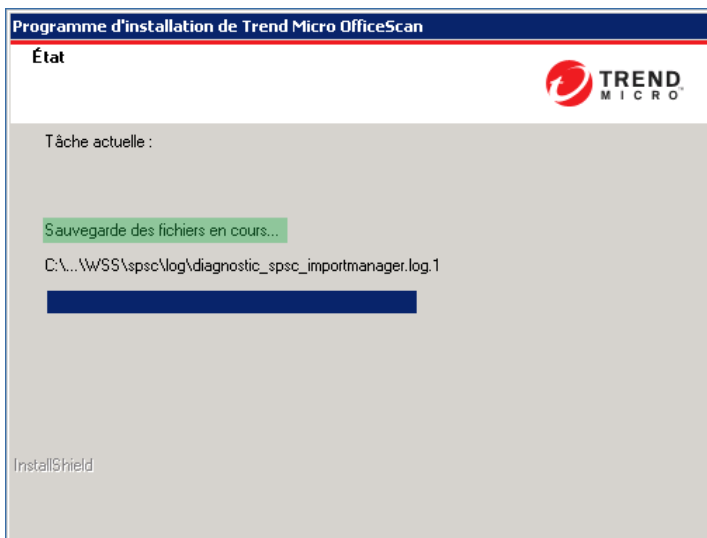 Programme d'installation de Trend Micro OfficeScan
État
TREND
MICRO
Tâche actuelle :
Sauvegarde des fichiers en cours...
C:\...\WSS\spsc\log\diagnostic_spsc_importmanager.log.1
InstallShield